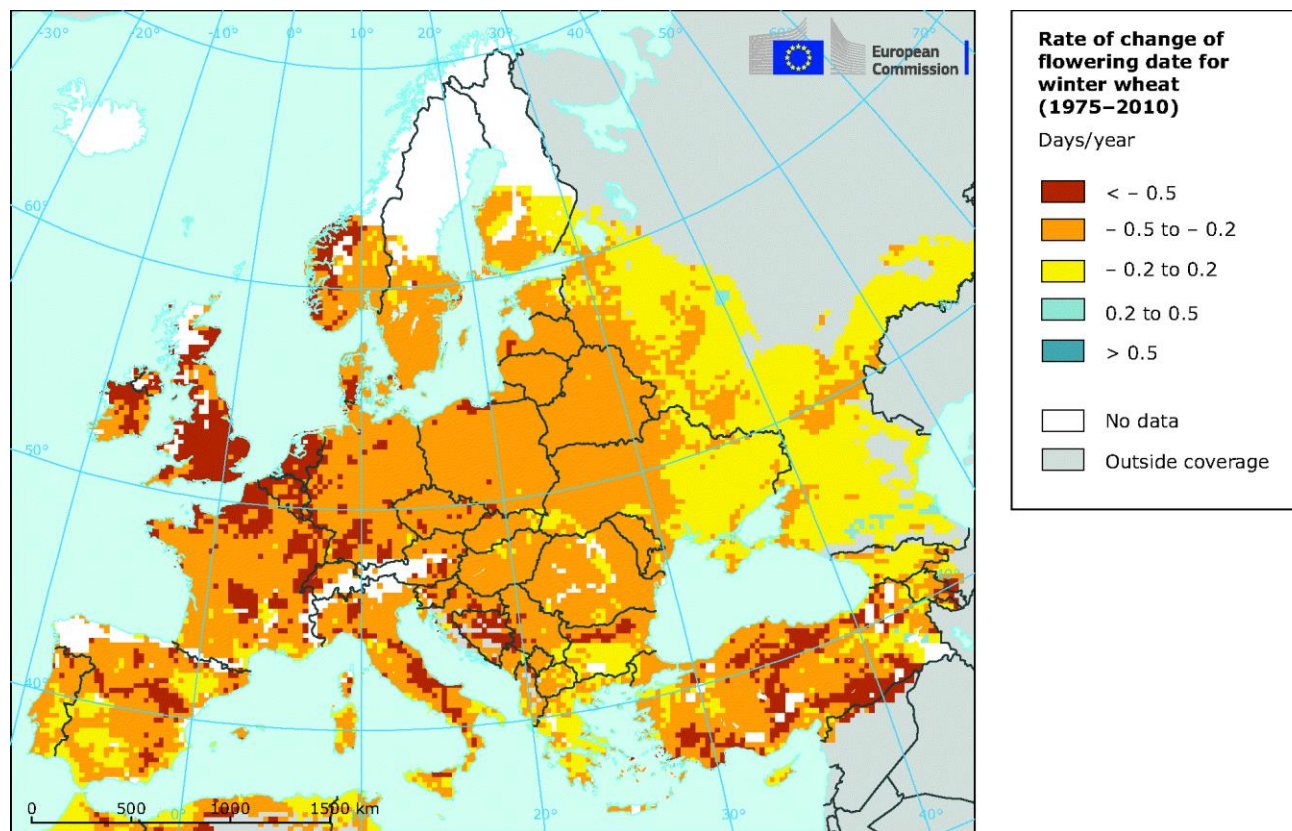 -30° -20° -10° 0° 10° 20° 30° 40° 50° 60° 70°
European
Commission
60°
50°
50°
40°
40°
0 500 1000 1500 km
20° 30° 40°
Rate of change of
flowering date for
winter wheat
(1975–2010)
Days/year
< – 0.5
– 0.5 to – 0.2
– 0.2 to 0.2
0.2 to 0.5
> 0.5
No data
Outside coverage